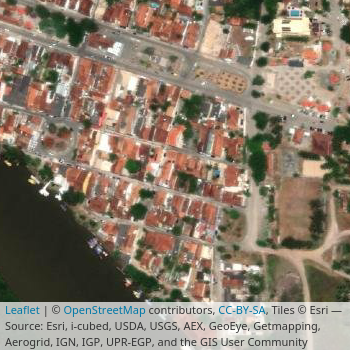 Leaflet | © OpenStreetMap contributors, CC-BY-SA, Tiles © Esri —
Source: Esri, i-cubed, USDA, USGS, AEX, GeoEye, Getmapping,
Aerogrid, IGN, IGP, UPR-EGP, and the GIS User Community